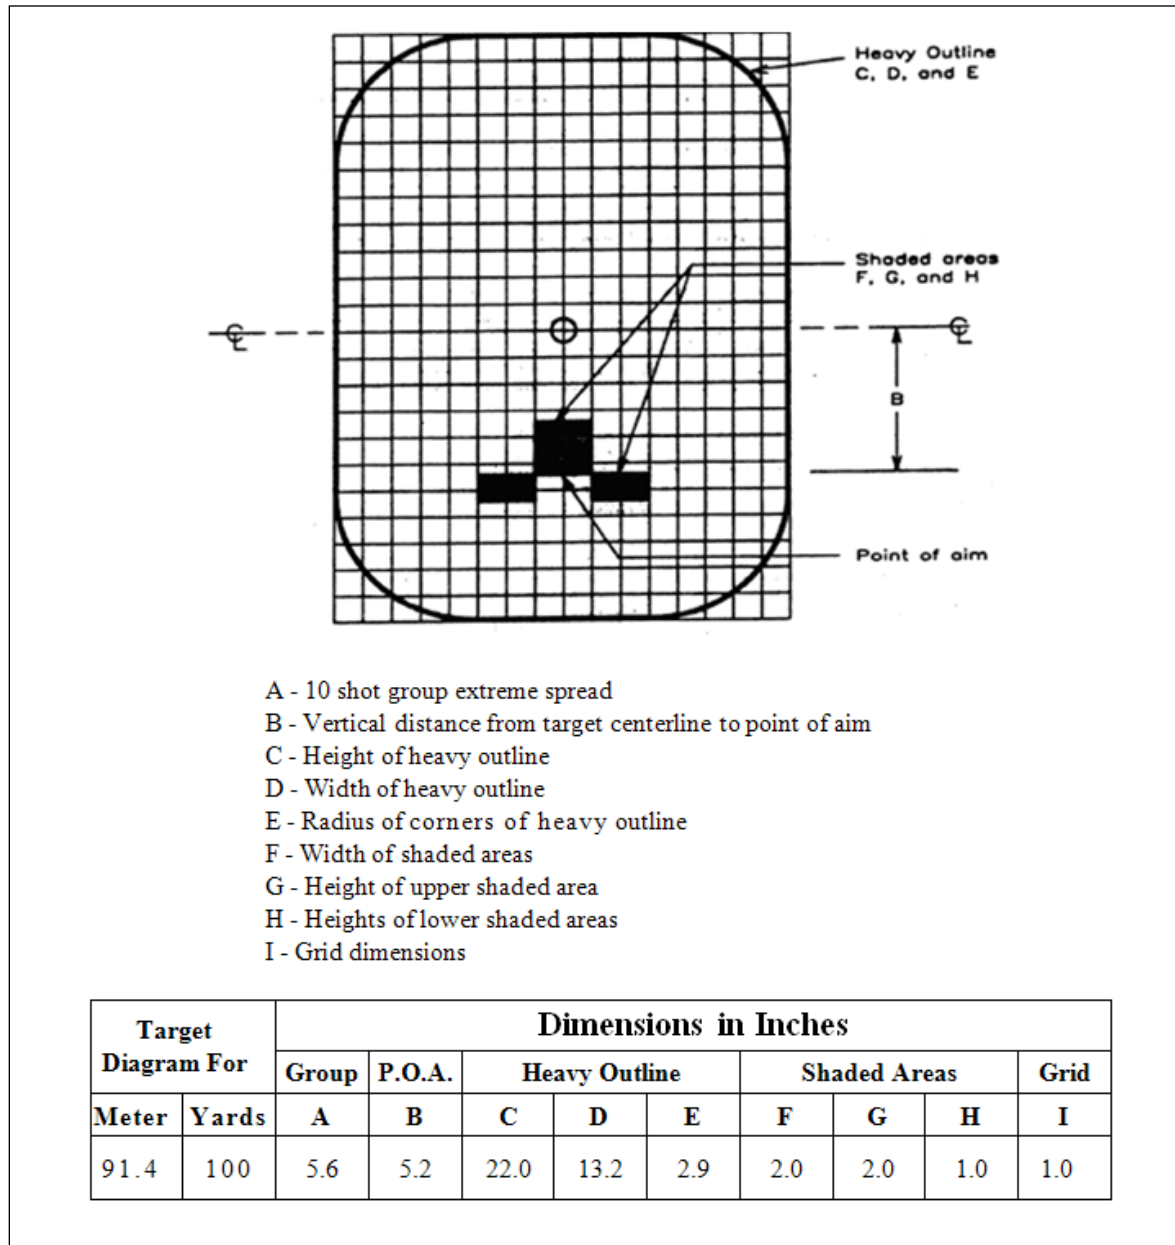 Heavy Outline
C, D, and E
Shaded areas
F, G, and H
℄ ℄
B
Point of aim
A - 10 shot group extreme spread
B - Vertical distance from target centerline to point of aim
C - Height of heavy outline
D - Width of heavy outline
E - Radius of corners of heavy outline
F - Width of shaded areas
G - Height of upper shaded area
H - Heights of lower shaded areas
I - Grid dimensions
Target Diagram For Dimensions in Inches
Group P.O.A. Heavy Outline Shaded Areas Grid
Meter Yards A B C D E F G H I
91.4 100 5.6 5.2 22.0 13.2 2.9 2.0 2.0 1.0 1.0